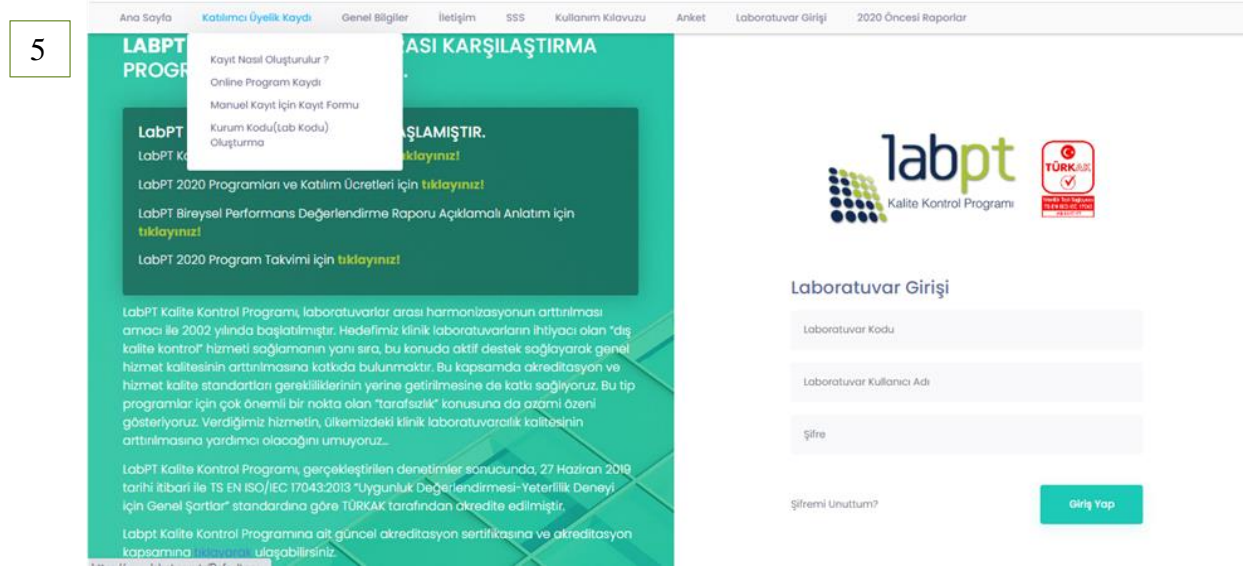 Ana Sayfa Katılımcı Üyelik Kaydı Genel Bilgiler İletişim SSS Kullanım Kılavuzu Anket Laboratuvar Girişi 2020 Öncesi Raporlar
5
LABPT ASI KARŞILAŞTIRMA
PROGR
Kayıt Nasıl Oluşturulur ?
Online Program Kaydı
Manuel Kayıt İçin Kayıt Formu
Kurum Kodu(Lab Kodu)
Oluşturma
LabPT AŞLAMIŞTIR.
LabPT Ka ıklayınız!
LabPT 2020 Programları ve Katılım Ücretleri için tıklayınız!
LabPT Bireysel Performans Değerlendirme Raporu Açıklamalı Anlatım için
tıklayınız!
LabPT 2020 Program Takvimi için tıklayınız!
LabPT Kalite Kontrol Programı, laboratuvarlar arası harmonizasyonun arttırılması
amacı ile 2002 yılında başlatılmıştır. Hedefimiz klinik laboratuvarların ihtiyacı olan "dış
kalite kontrol" hizmeti sağlamanın yanı sıra, bu konuda aktif destek sağlayarak genel
hizmet kalitesinin arttırılmasına katkıda bulunmaktır. Bu kapsamda akreditasyon ve
hizmet kalite standartları gerekliliklerinin yerine getirilmesine de katkı sağlıyoruz. Bu tip
programlar için çok önemli bir nokta olan "tarafsızlık" konusuna da azami özeni
gösteriyoruz. Verdiğimiz hizmetin, ülkemizdeki klinik laboratuvarcılık kalitesinin
arttırılmasına yardımcı olacağını umuyoruz...
LabPT Kalite Kontrol Programı, gerçekleştirilen denetimler sonucunda, 27 Haziran 2019
tarihi itibari ile TS EN ISO/IEC 17043:2013 "Uygunluk Değerlendirmesi-Yeterlilik Deneyi
için Genel Şartlar" standardına göre TÜRKAK tarafından akredite edilmiştir.
Labpt Kalite Kontrol Programına ait güncel akreditasyon sertifikasına ve akreditasyon
kapsamına tıklayarak ulaşabilirsiniz.
labpt
Kalite Kontrol Programı
TÜRKAK
Laboratuvar Girişi
Laboratuvar Kodu
Laboratuvar Kullanıcı Adı
Şifre
Şifremi Unuttum?
Giriş Yap